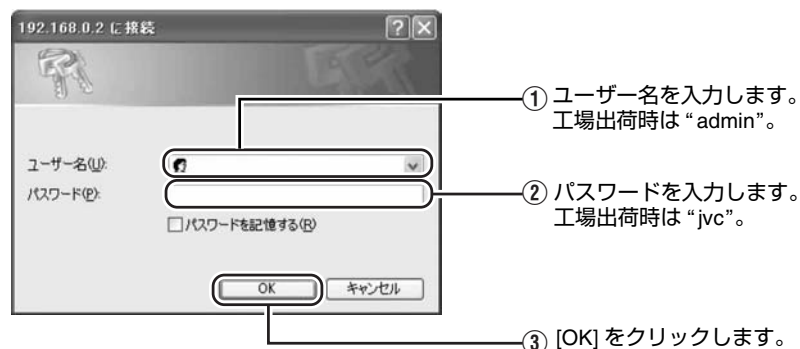 192.168.0.2 に接続
① ユーザー名を入力します。
工場出荷時は “admin”。
ユーザー名(U):
パスワード(P):
② パスワードを入力します。
工場出荷時は “jvc”。
パスワードを記憶する(R)
OK
キャンセル
③ [OK] をクリックします。